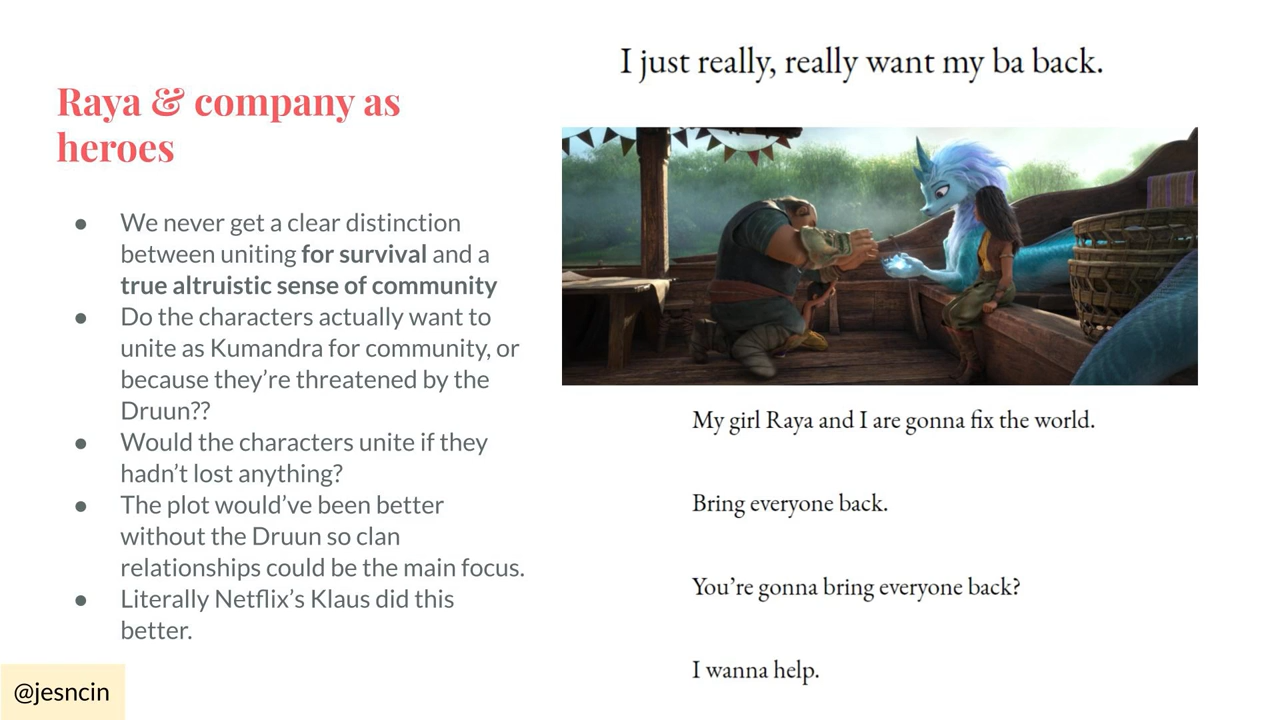 Raya & company as
heroes
● We never get a clear distinction
between uniting for survival and a
true altruistic sense of community
● Do the characters actually want to
unite as Kumandra for community, or
because they’re threatened by the
Druun??
● Would the characters unite if they
hadn’t lost anything?
● The plot would’ve been better
without the Druun so clan
relationships could be the main focus.
● Literally Netflix’s Klaus did this
better.
@jesncin
I just really, really want my ba back.
My girl Raya and I are gonna fix the world.
Bring everyone back.
You’re gonna bring everyone back?
I wanna help.